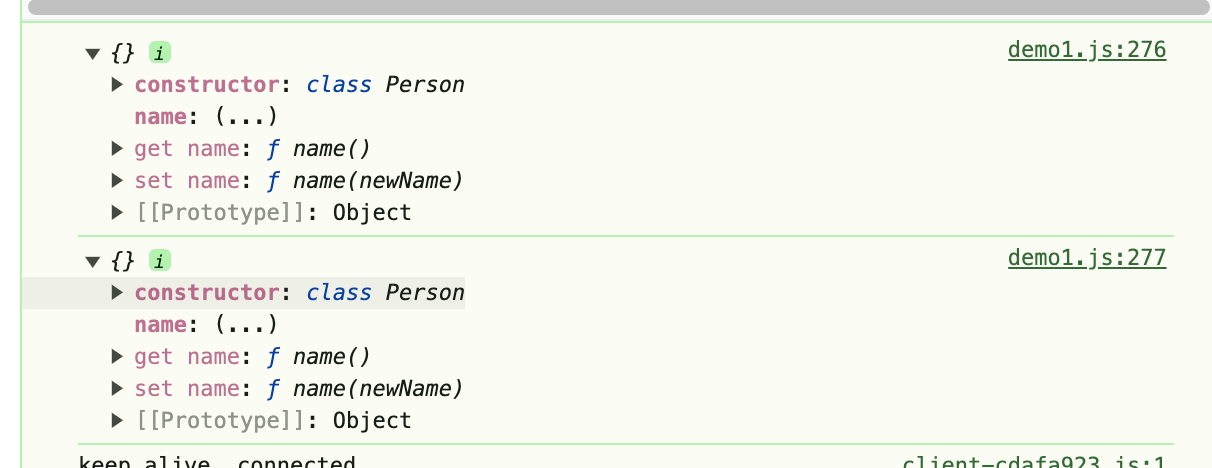 ▼ {} i demo1.js:276
▶ constructor: class Person
name: (...)
▶ get name: ƒ name()
▶ set name: ƒ name(newName)
▶ [[Prototype]]: Object
▼ {} i demo1.js:277
▶ constructor: class Person
name: (...)
▶ get name: ƒ name()
▶ set name: ƒ name(newName)
▶ [[Prototype]]: Object
keep alive, connected client-cdafa923.js:1